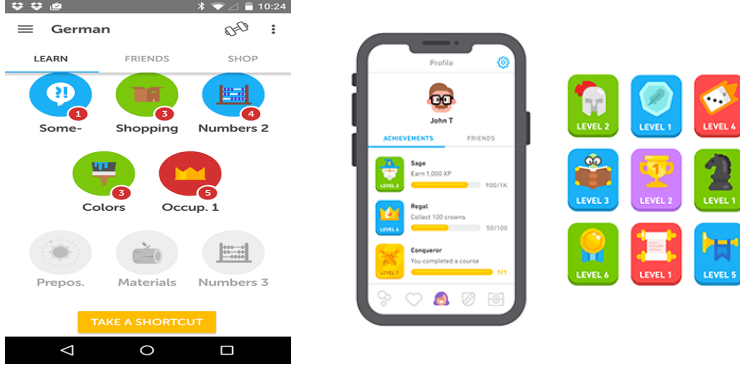 10:24
German
LEARN FRIENDS SHOP
?!
1
3
4
Some- Shopping Numbers 2
3
5
Colors Occup. 1
Prepos. Materials Numbers 3
TAKE A SHORTCUT
Profile
John T
ACHIEVEMENTS FRIENDS
Sage
Earn 1,000 XP
LEVEL 2 900/1K
Regal
Collect 100 crowns
LEVEL 6 50/100
Conqueror
You completed a course
LEVEL 1 1/1
LEVEL 2 LEVEL 1 LEVEL 4
1
LEVEL 3 LEVEL 2 LEVEL 1
LEVEL 6 LEVEL 1 LEVEL 5